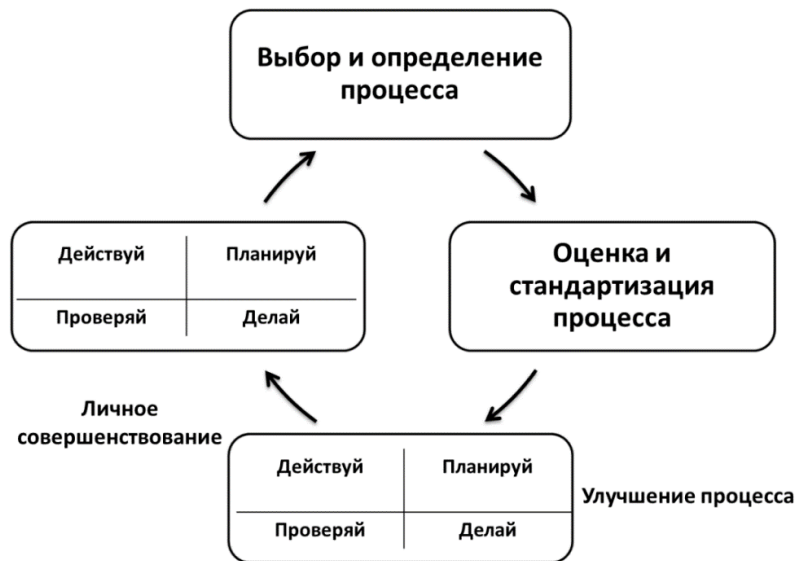 Выбор и определение
процесса
Действуй
Планируй
Проверяй
Делай
Оценка и
стандартизация
процесса
Личное
совершенствование
Действуй
Планируй
Проверяй
Делай
Улучшение процесса